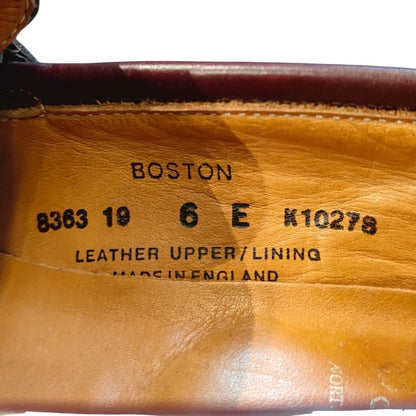 BOSTON
8363 19 6 E K10278
LEATHER UPPER/LINING
MADE IN ENGLAND